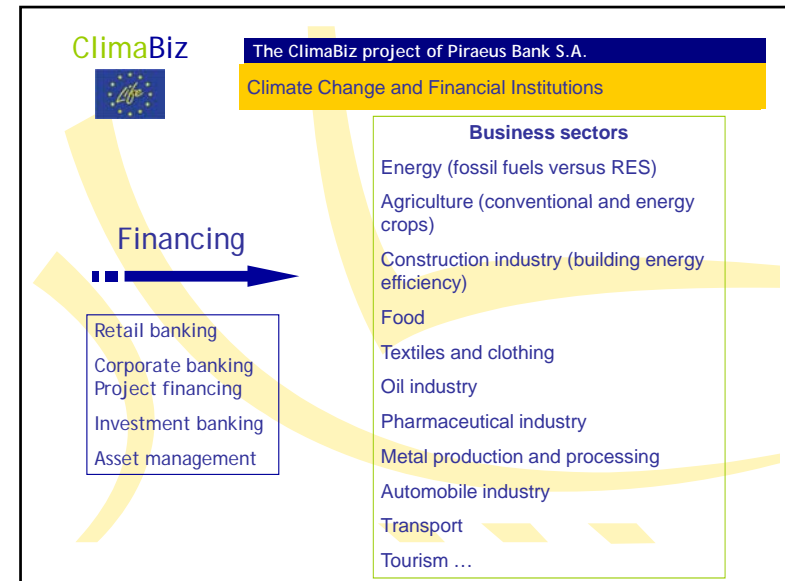 ClimaBiz
The ClimaBiz project of Piraeus Bank S.A.
Life
Climate Change and Financial Institutions
Financing
Retail banking
Corporate banking
Project financing
Investment banking
Asset management
Business sectors
Energy (fossil fuels versus RES)
Agriculture (conventional and energy
crops)
Construction industry (building energy
efficiency)
Food
Textiles and clothing
Oil industry
Pharmaceutical industry
Metal production and processing
Automobile industry
Transport
Tourism …